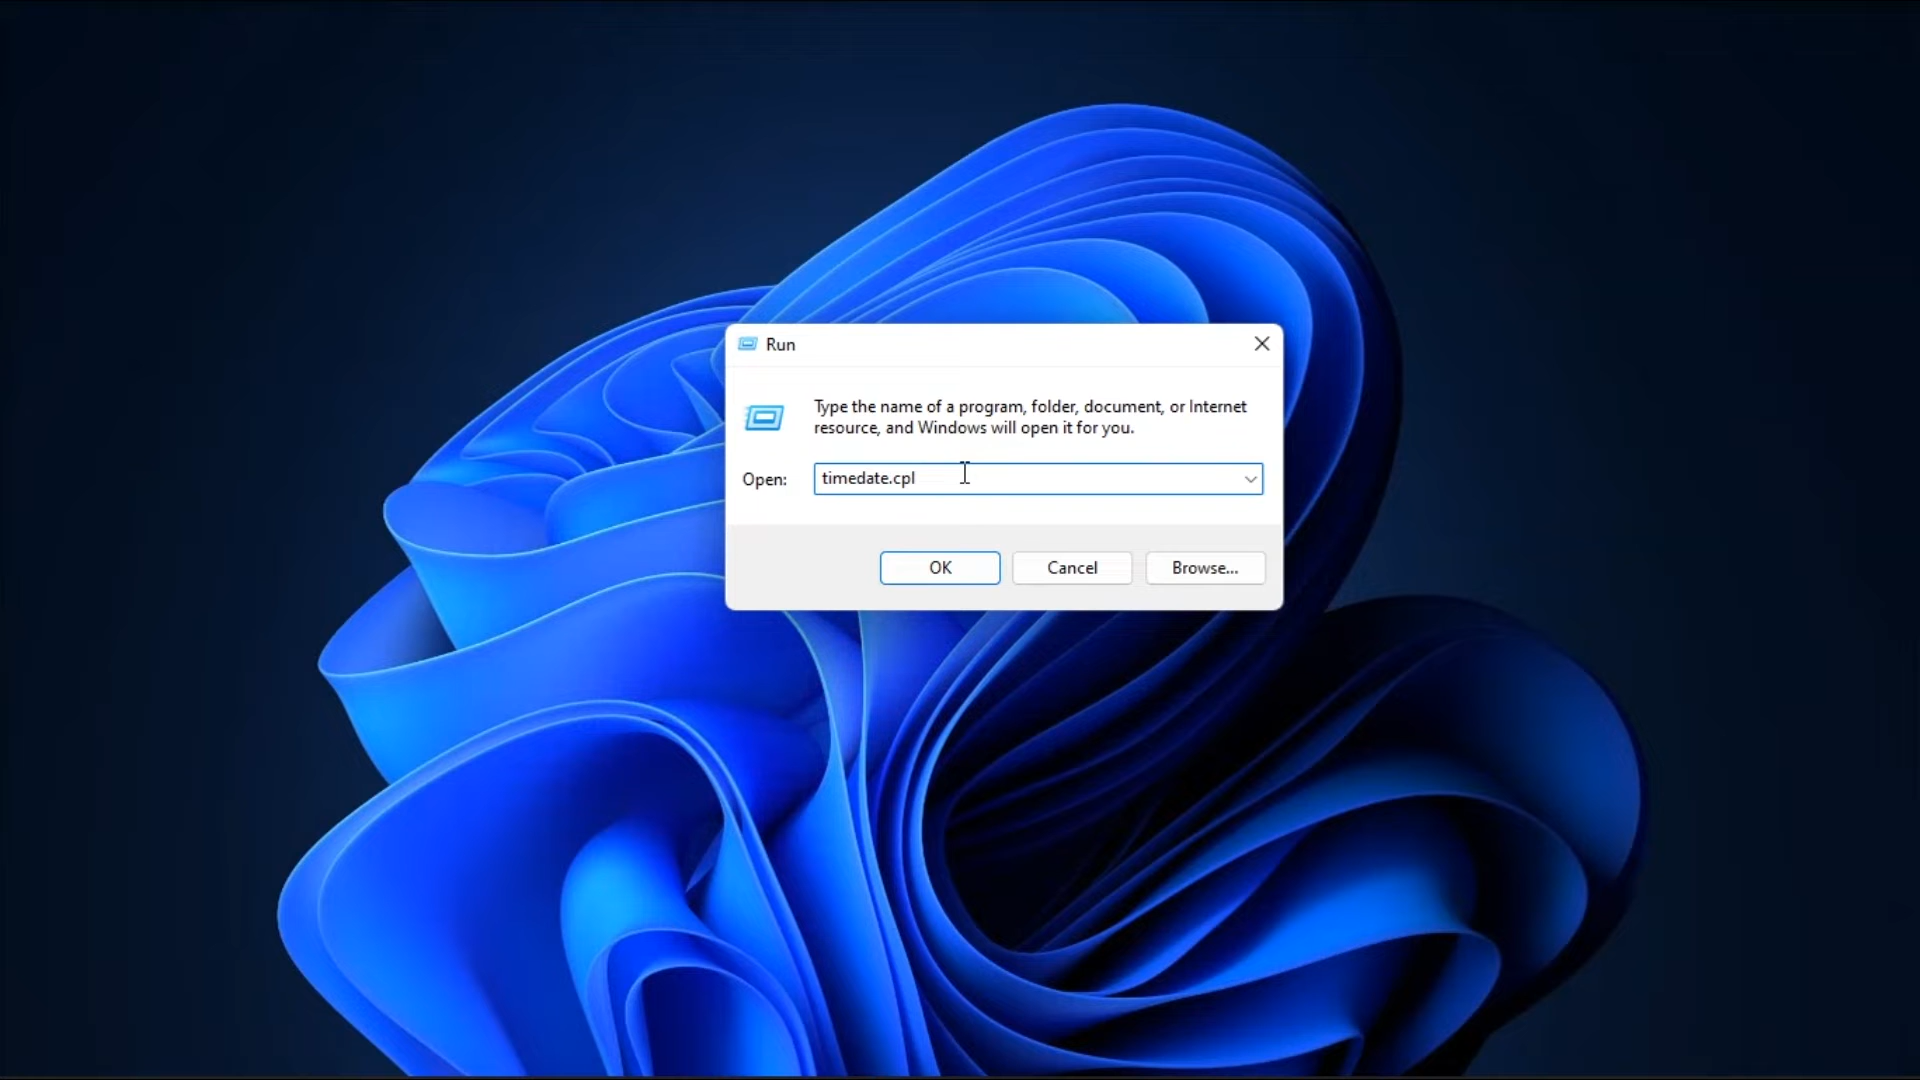 Run
Type the name of a program, folder, document, or Internet
resource, and Windows will open it for you.
Open: timedate.cpl
OK Cancel Browse...